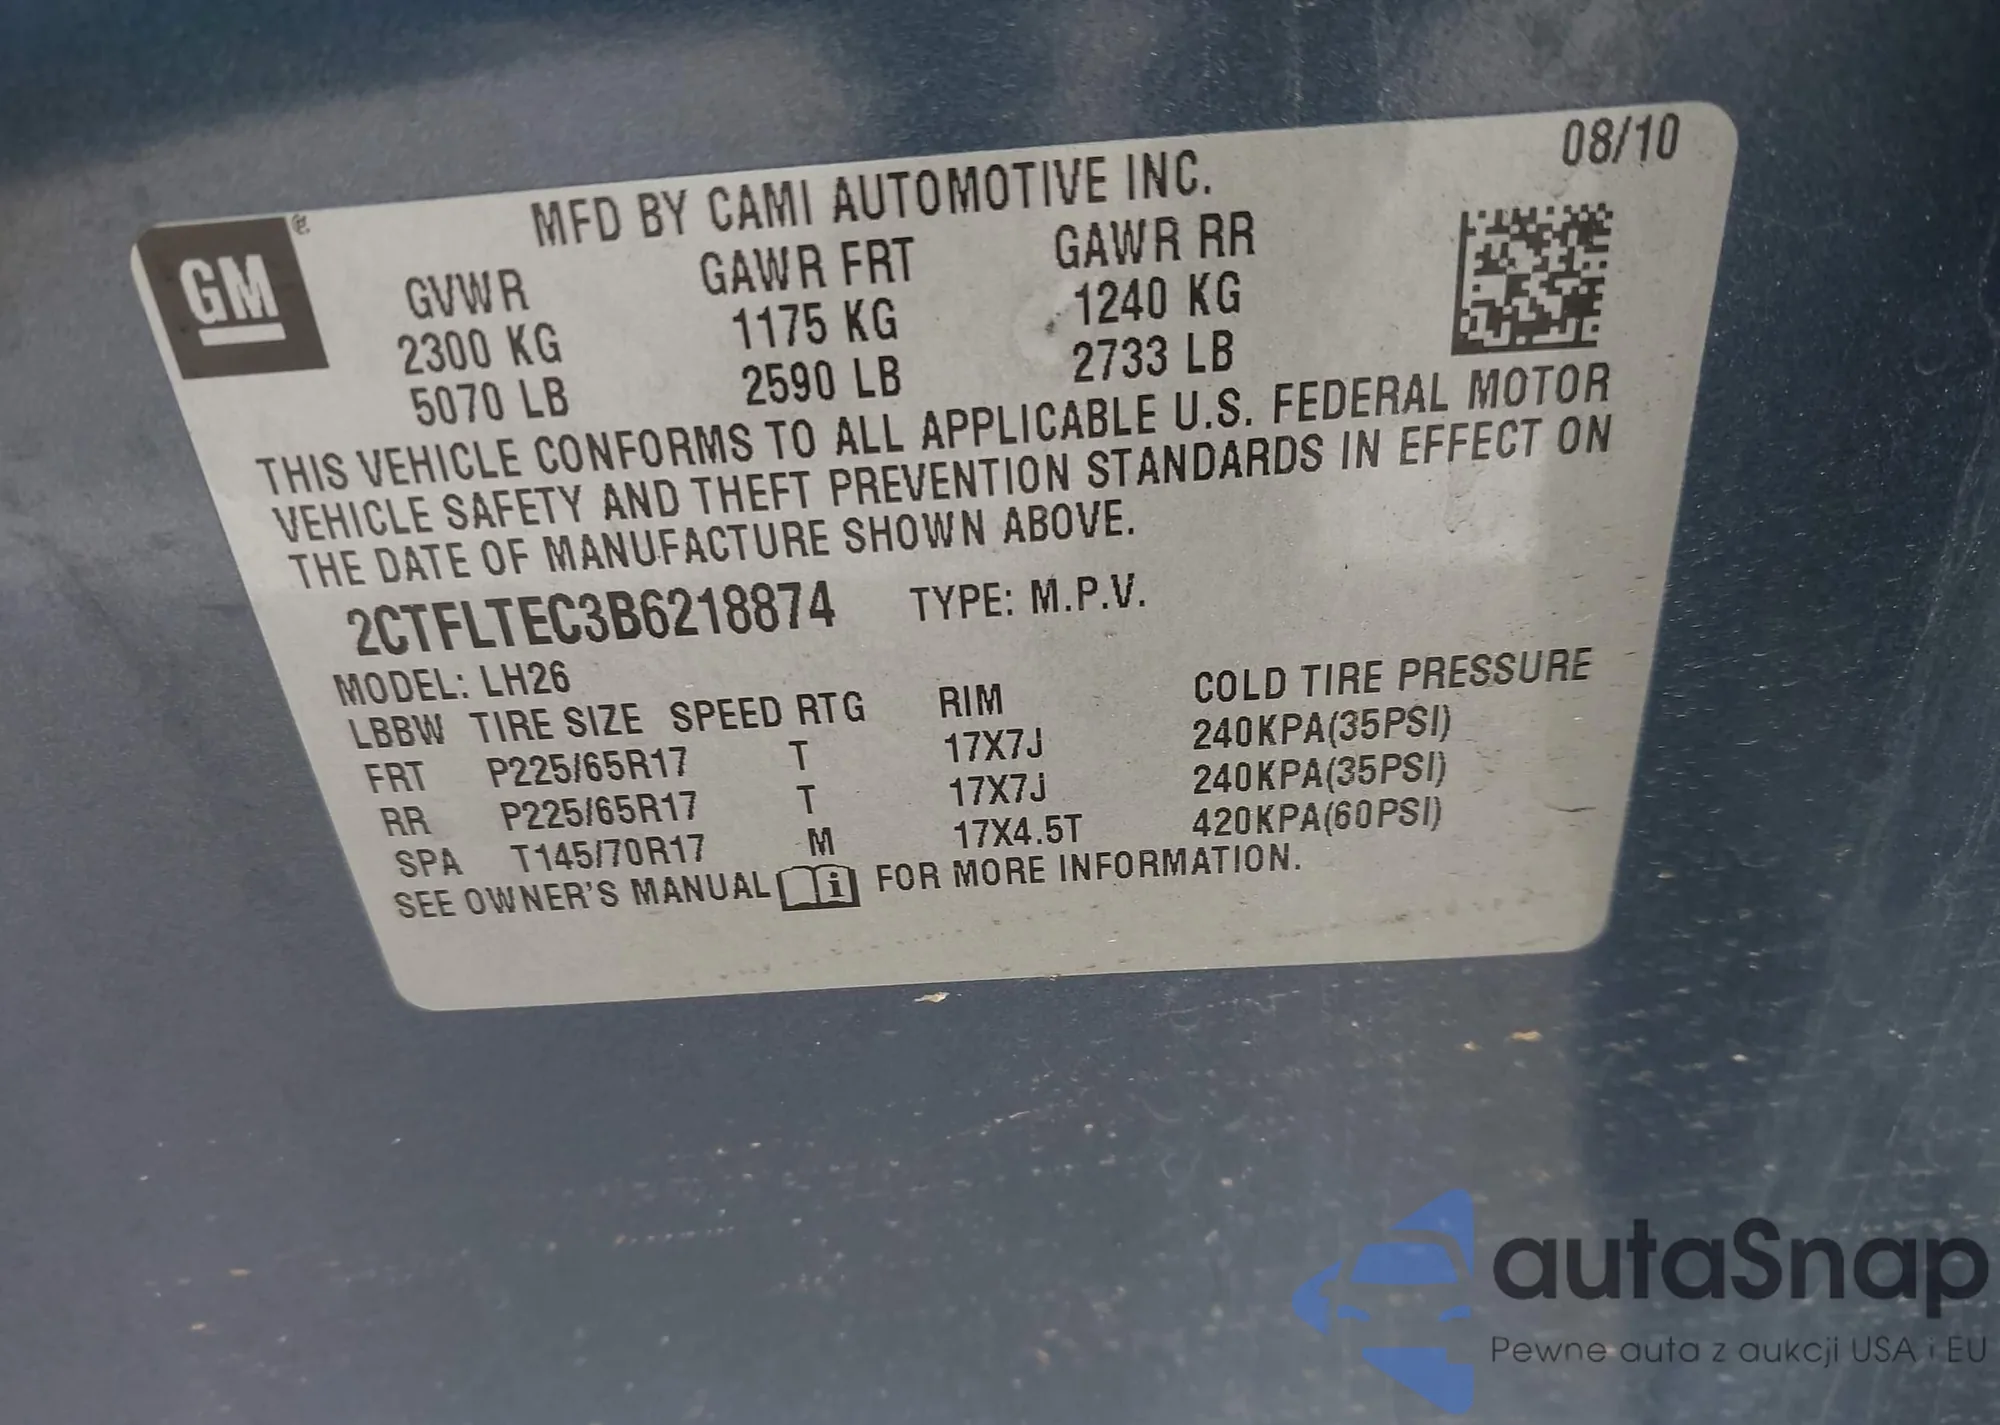 08/10
GM
MFD BY CAMI AUTOMOTIVE INC.
GVWR GAWR FRT GAWR RR
2300 KG 1175 KG 1240 KG
5070 LB 2590 LB 2733 LB
THIS VEHICLE CONFORMS TO ALL APPLICABLE U.S. FEDERAL MOTOR
VEHICLE SAFETY AND THEFT PREVENTION STANDARDS IN EFFECT ON
THE DATE OF MANUFACTURE SHOWN ABOVE.
2CTFLTEC3B6218874 TYPE: M.P.V.
MODEL: LH26
LBBW TIRE SIZE SPEED RTG RIM COLD TIRE PRESSURE
FRT P225/65R17 T 17X7J 240KPA(35PSI)
RR P225/65R17 T 17X7J 240KPA(35PSI)
SPA T145/70R17 M 17X4.5T 420KPA(60PSI)
SEE OWNER'S MANUAL i FOR MORE INFORMATION.
autaSnap
Pewne auta z aukcji USA i EU